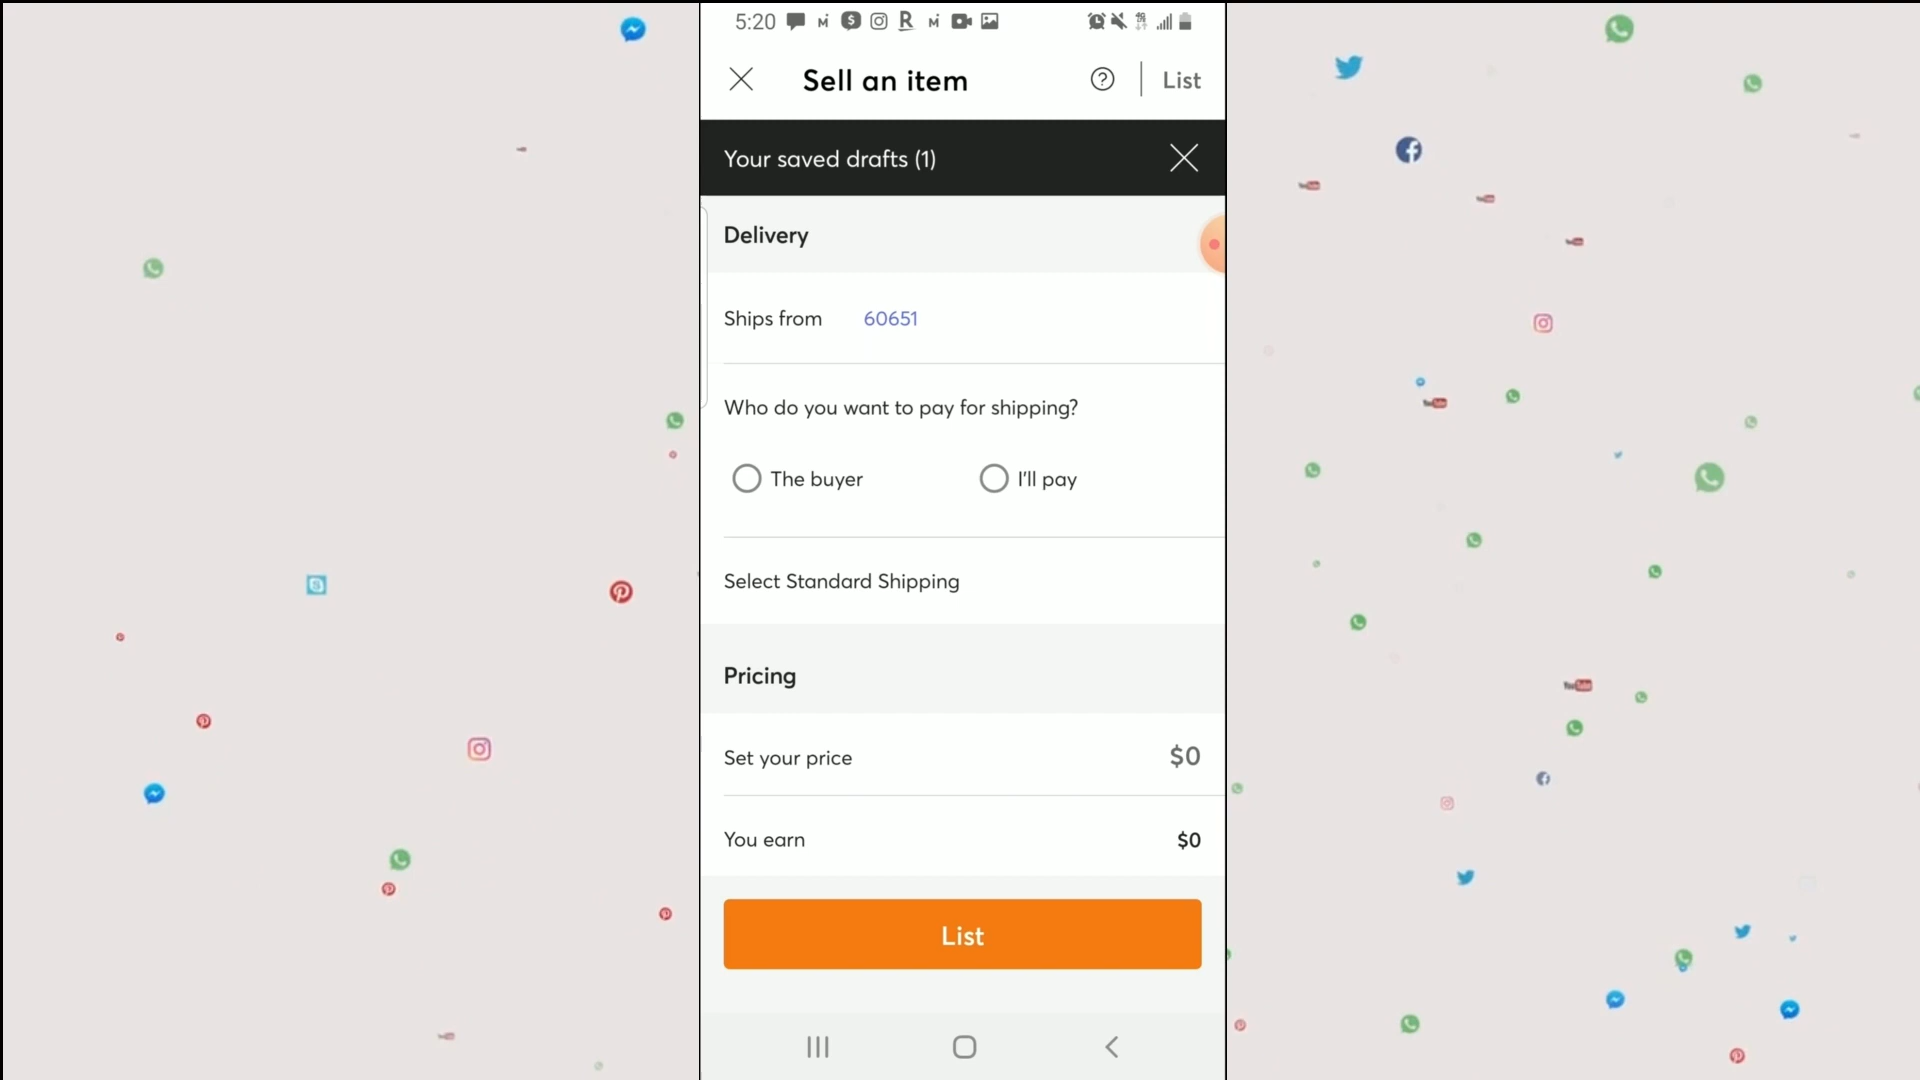 5:20
Sell an item
List
Your saved drafts (1)
Delivery
Ships from 60651
Who do you want to pay for shipping?
The buyer
I'll pay
Select Standard Shipping
Pricing
Set your price $0
You earn $0
List